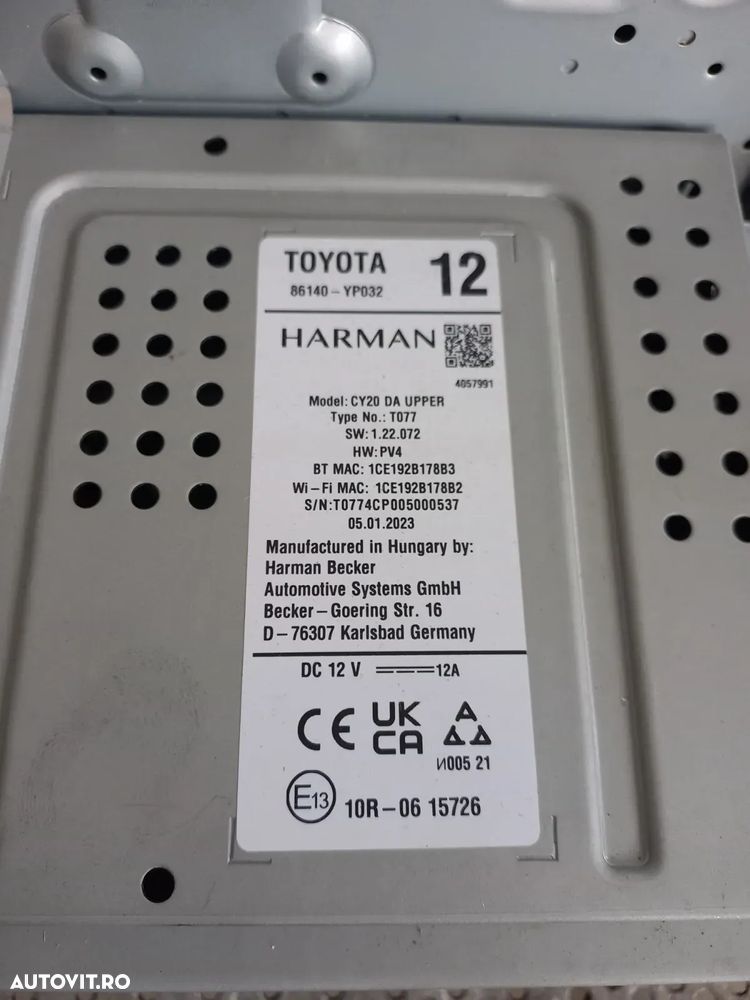 TOYOTA 12
86140-YP032
HARMAN
4057991
Model: CY20 DA UPPER
Type No.: T077
SW: 1.22.072
HW: PV4
BT MAC: 1CE192B178B3
Wi-Fi MAC: 1CE192B178B2
S/N:T0774CP005000537
05.01.2023
Manufactured in Hungary by:
Harman Becker
Automotive Systems GmbH
Becker-Goering Str. 16
D-76307 Karlsbad Germany
DC 12 V 12A
CE UK CA
И005 21
E13 10R-06 15726
AUTOVIT.RO
AUTOVIT.RO